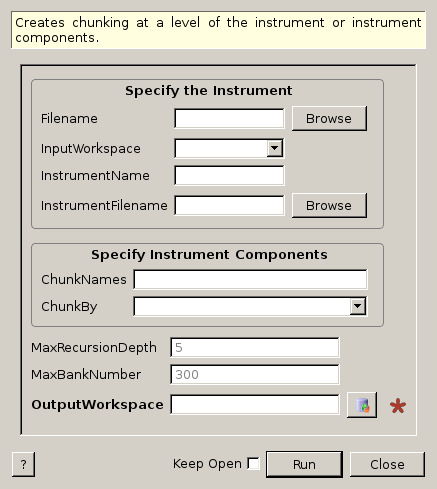 Creates chunking at a level of the instrument or instrument
components.
Specify the Instrument
Filename
Browse
InputWorkspace
InstrumentName
InstrumentFilename
Browse
Specify Instrument Components
ChunkNames
ChunkBy
MaxRecursionDepth
5
MaxBankNumber
300
OutputWorkspace
*
?
Keep Open
Run
Close